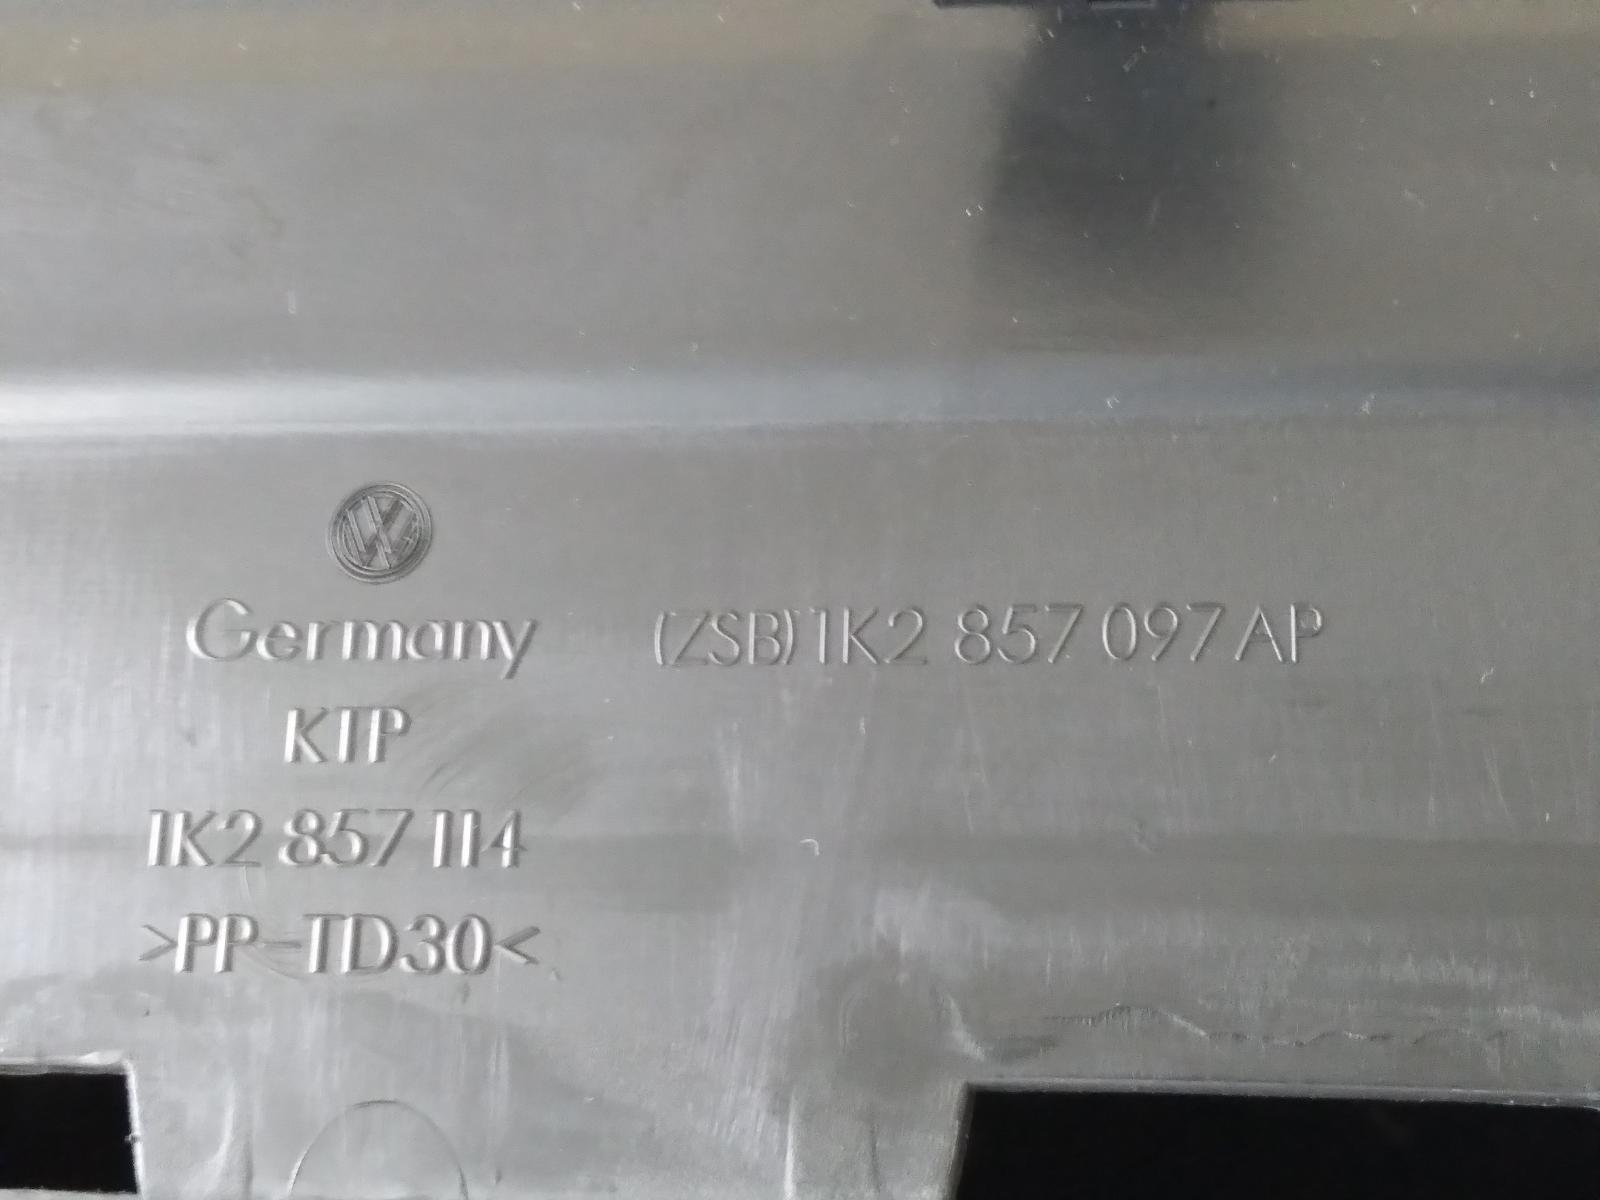 Germany (ZSB)1K2 857 097 AP
KTP
1K2 857 114
>PP-TD30<